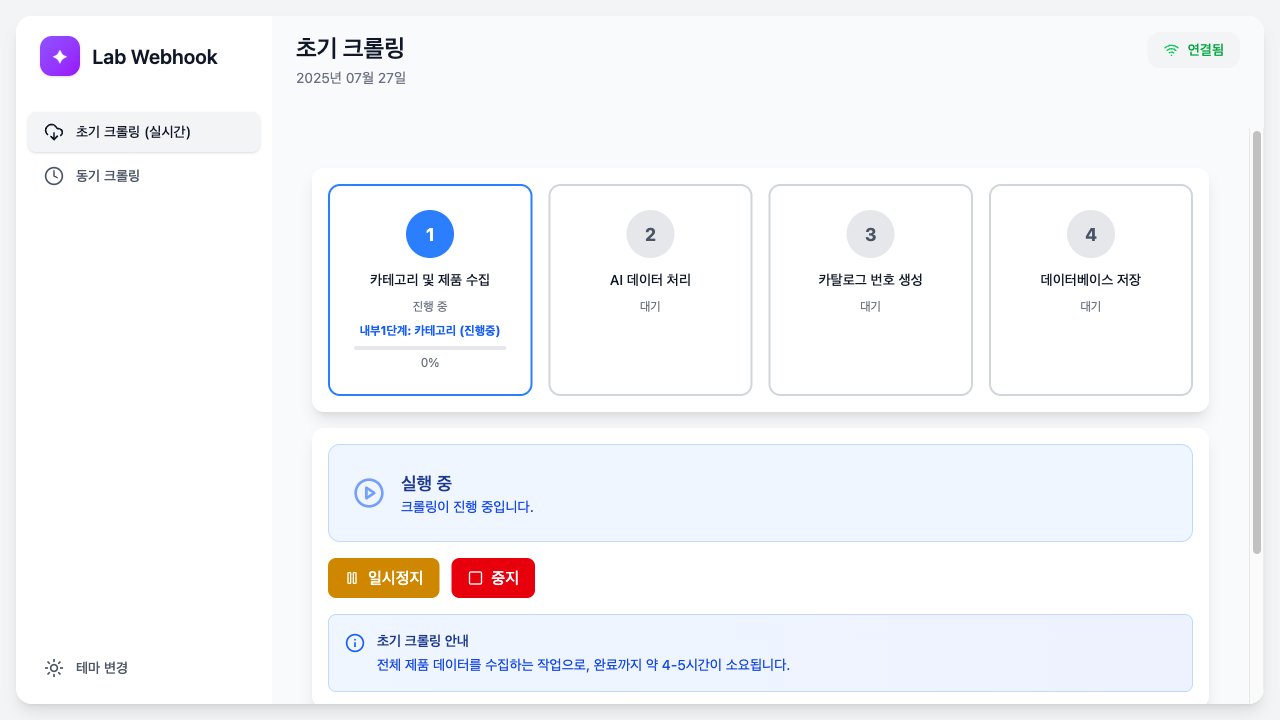 Lab Webhook
초기 크롤링 (실시간)
동기 크롤링
테마 변경
초기 크롤링
2025년 07월 27일
연결됨
1
카테고리 및 제품 수집
진행 중
내부1단계: 카테고리 (진행중)
0%
2
AI 데이터 처리
대기
3
카탈로그 번호 생성
대기
4
데이터베이스 저장
대기
실행 중
크롤링이 진행 중입니다.
일시정지
중지
초기 크롤링 안내
전체 제품 데이터를 수집하는 작업으로, 완료까지 약 4-5시간이 소요됩니다.